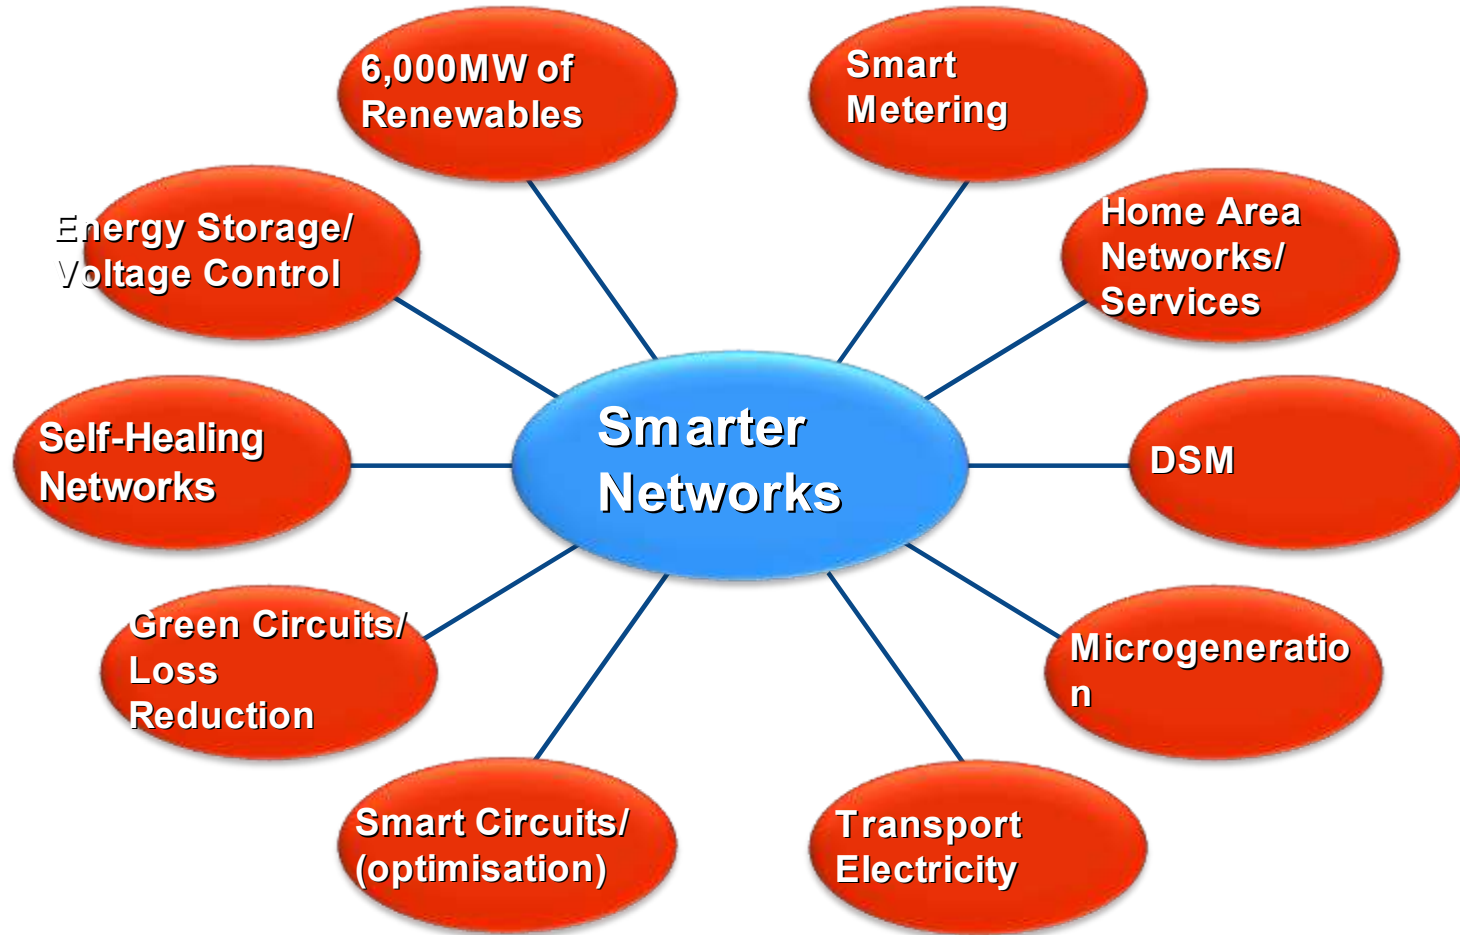 6,000MW of
Renewables
Smart
Metering
Energy Storage/
Voltage Control
Home Area
Networks/
Services
Smarter
Networks
Self-Healing
Networks
DSM
Green Circuits/
Loss
Reduction
Microgeneratio
n
Smart Circuits/
(optimisation)
Transport
Electricity